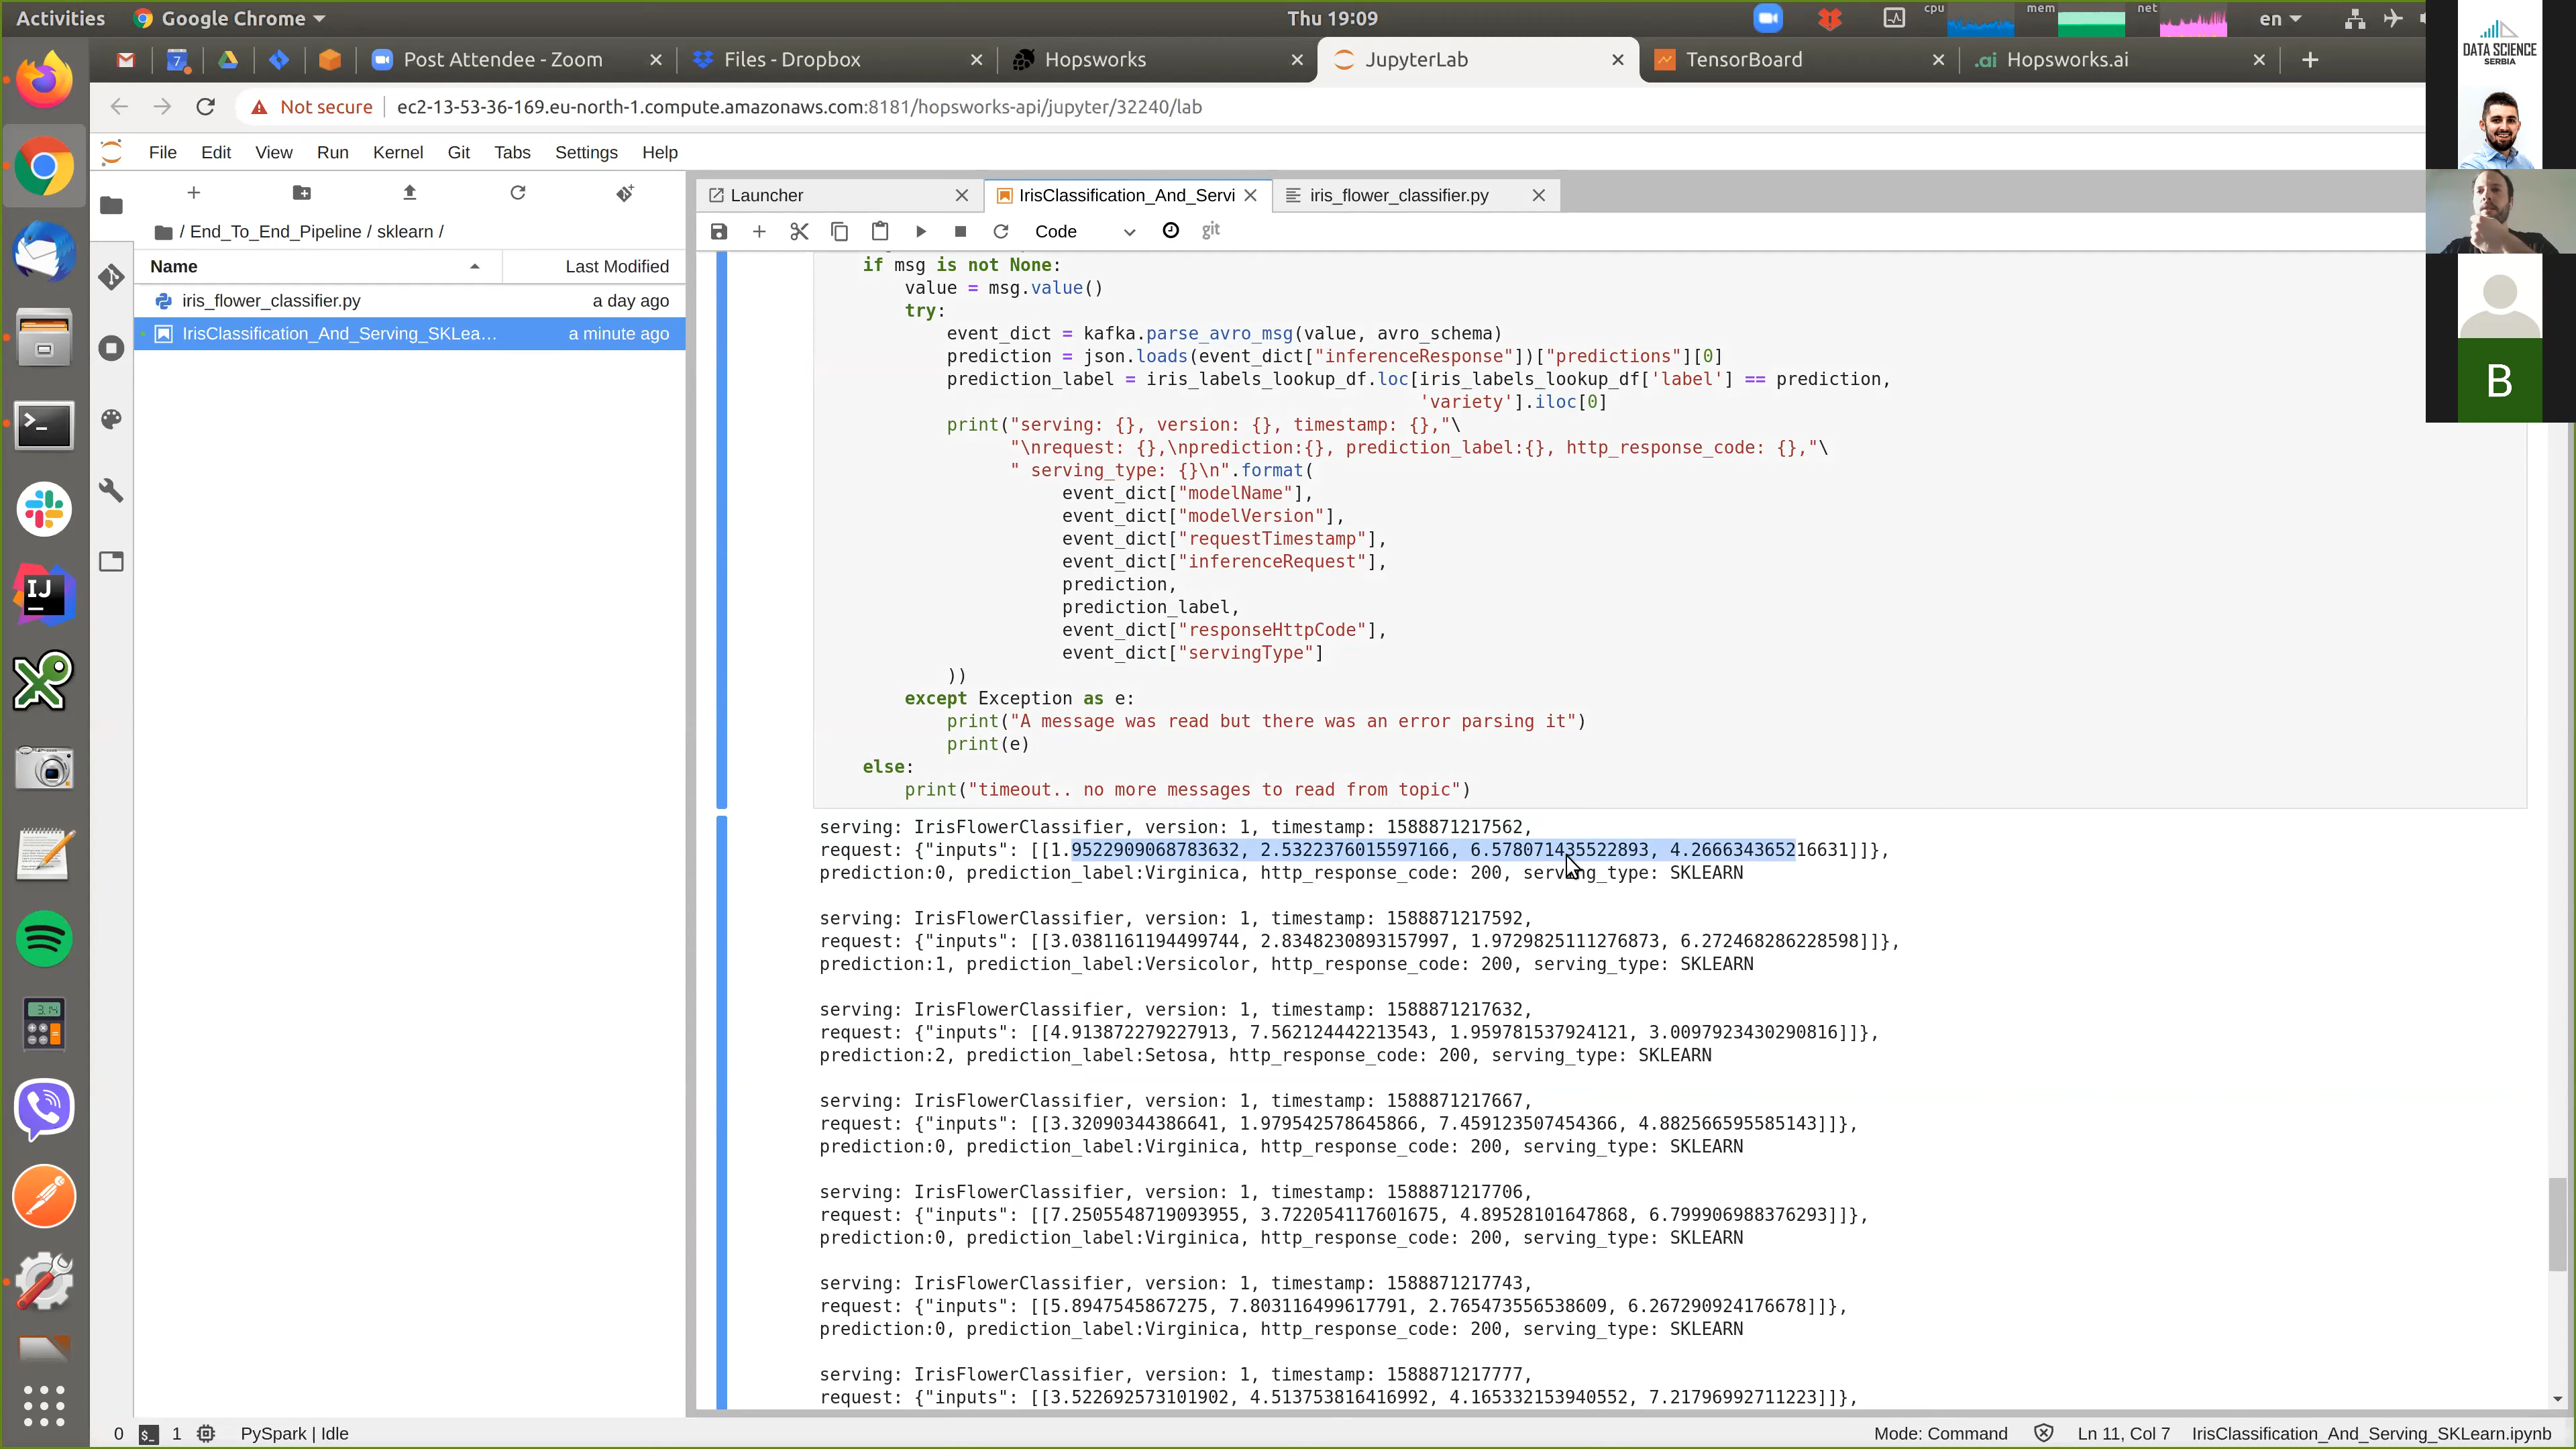 Activities Google Chrome Thu 19:09 cpu mem net en
Post Attendee - Zoom Files - Dropbox Hopsworks JupyterLab TensorBoard .ai Hopsworks.ai
Not secure ec2-13-53-36-169.eu-north-1.compute.amazonaws.com:8181/hopsworks-api/jupyter/32240/lab
DATA SCIENCE
SERBIA
B
File Edit View Run Kernel Git Tabs Settings Help
/ End_To_End_Pipeline / sklearn /
Name Last Modified
iris_flower_classifier.py a day ago
IrisClassification_And_Serving_SKLea... a minute ago
Launcher IrisClassification_And_Servi iris_flower_classifier.py
Code git
if msg is not None:
value = msg.value()
try:
event_dict = kafka.parse_avro_msg(value, avro_schema)
prediction = json.loads(event_dict["inferenceResponse"])["predictions"][0]
prediction_label = iris_labels_lookup_df.loc[iris_labels_lookup_df['label'] == prediction,
'variety'].iloc[0]
print("serving: {}, version: {}, timestamp: {},"\
"\nrequest: {},\nprediction:{}, prediction_label:{}, http_response_code: {},"\
" serving_type: {}\n".format(
event_dict["modelName"],
event_dict["modelVersion"],
event_dict["requestTimestamp"],
event_dict["inferenceRequest"],
prediction,
prediction_label,
event_dict["responseHttpCode"],
event_dict["servingType"]
))
except Exception as e:
print("A message was read but there was an error parsing it")
print(e)
else:
print("timeout.. no more messages to read from topic")
serving: IrisFlowerClassifier, version: 1, timestamp: 1588871217562,
request: {"inputs": [[1.9522909068783632, 2.5322376015597166, 6.578071435522893, 4.266634365216631]]},
prediction:0, prediction_label:Virginica, http_response_code: 200, serving_type: SKLEARN
serving: IrisFlowerClassifier, version: 1, timestamp: 1588871217592,
request: {"inputs": [[3.0381161194499744, 2.8348230893157997, 1.9729825111276873, 6.272468286228598]]},
prediction:1, prediction_label:Versicolor, http_response_code: 200, serving_type: SKLEARN
serving: IrisFlowerClassifier, version: 1, timestamp: 1588871217632,
request: {"inputs": [[4.913872279227913, 7.562124442213543, 1.959781537924121, 3.0097923430290816]]},
prediction:2, prediction_label:Setosa, http_response_code: 200, serving_type: SKLEARN
serving: IrisFlowerClassifier, version: 1, timestamp: 1588871217667,
request: {"inputs": [[3.32090344386641, 1.979542578645866, 7.459123507454366, 4.882566595585143]]},
prediction:0, prediction_label:Virginica, http_response_code: 200, serving_type: SKLEARN
serving: IrisFlowerClassifier, version: 1, timestamp: 1588871217706,
request: {"inputs": [[7.2505548719093955, 3.722054117601675, 4.89528101647868, 6.799906988376293]]},
prediction:0, prediction_label:Virginica, http_response_code: 200, serving_type: SKLEARN
serving: IrisFlowerClassifier, version: 1, timestamp: 1588871217743,
request: {"inputs": [[5.8947545867275, 7.803116499617791, 2.765473556538609, 6.267290924176678]]},
prediction:0, prediction_label:Virginica, http_response_code: 200, serving_type: SKLEARN
serving: IrisFlowerClassifier, version: 1, timestamp: 1588871217777,
request: {"inputs": [[3.522692573101902, 4.513753816416992, 4.165332153940552, 7.21796992711223]]},
0 1 PySpark | Idle Mode: Command Ln 11, Col 7 IrisClassification_And_Serving_SKLearn.ipynb
IJ
3.14
7